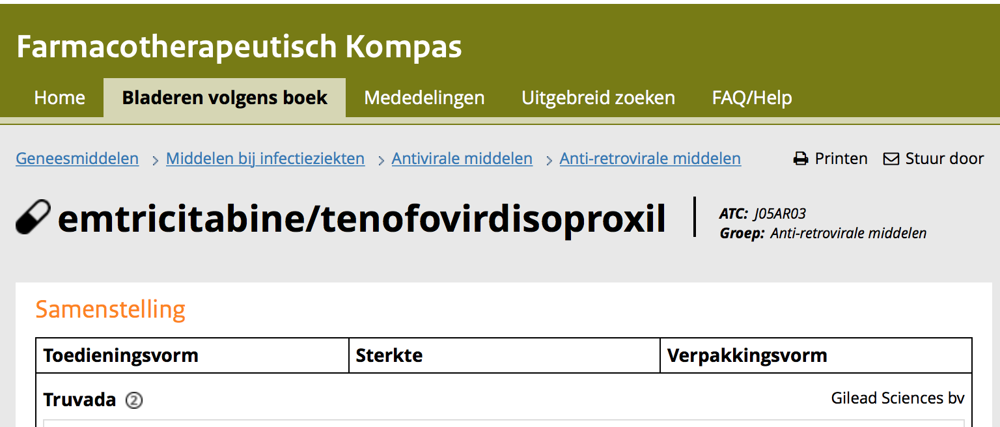 Farmacotherapeutisch Kompas
Home Bladeren volgens boek Mededelingen Uitgebreid zoeken FAQ/Help
Geneesmiddelen > Middelen bij infectieziekten > Antivirale middelen > Anti-retrovirale middelen Printen Stuur door
emtricitabine/tenofovirdisoproxil
ATC: J05AR03
Groep: Anti-retrovirale middelen
Samenstelling
Toedieningsvorm Sterkte Verpakkingsvorm
Truvada ② Gilead Sciences bv